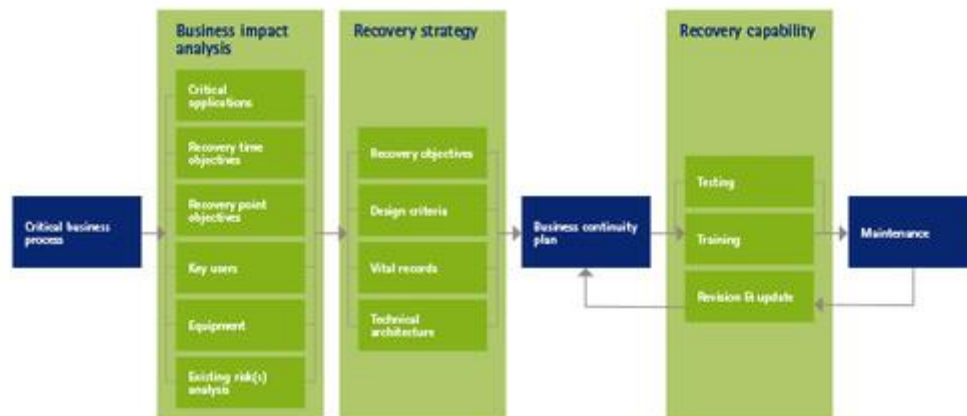 Business impact
analysis
Recovery strategy
Recovery capability
Critical
applications
Recovery time
objectives
Recovery point
objectives
Key users
Equipment
Existing risk(s)
analysis
Recovery objectives
Design criteria
Vital records
Technical
architecture
Testing
Training
Revision & update
Critical business
process
Business continuity
plan
Maintenance